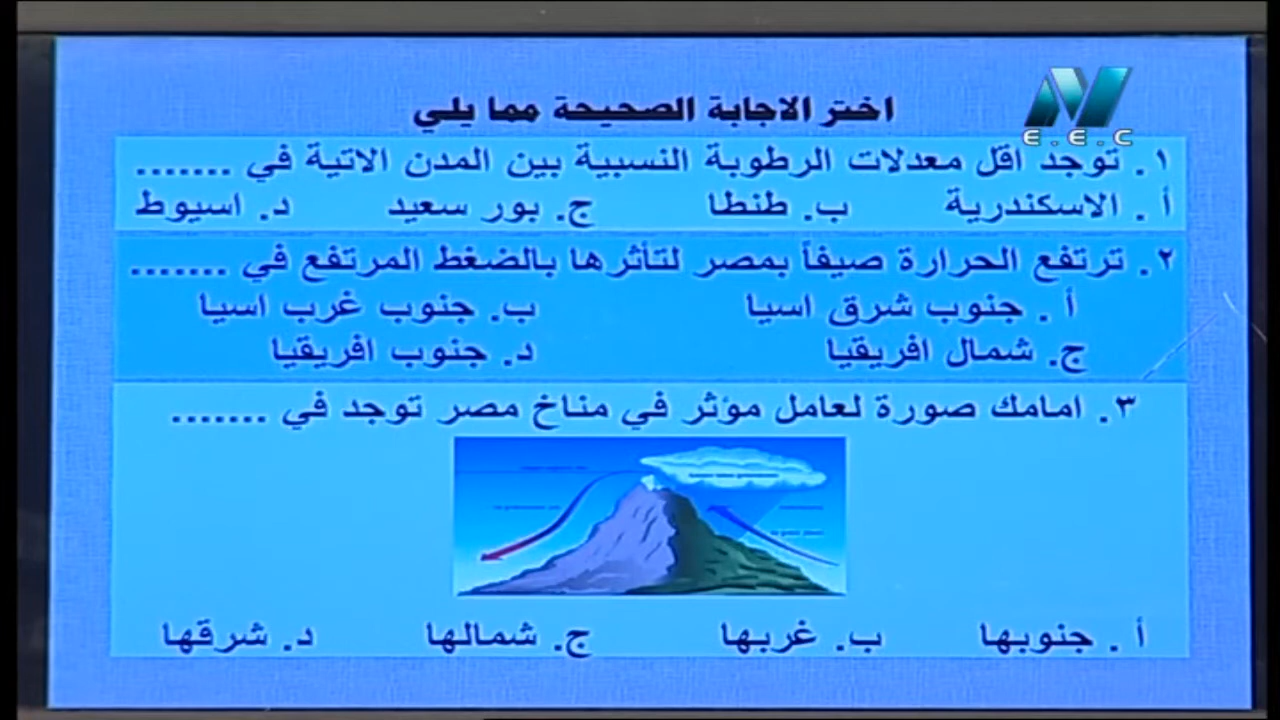 اختر الاجابة الصحيحة مما يلي
E.E.C
١. توجد اقل معدلات الرطوبة النسبية بين المدن الاتية في .......
أ . الاسكندرية ب. طنطا ج. بور سعيد د. اسيوط
٢. ترتفع الحرارة صيفاً بمصر لتأثرها بالضغط المرتفع في .......
أ . جنوب شرق اسيا ب. جنوب غرب اسيا
ج. شمال افريقيا د. جنوب افريقيا
٣. امامك صورة لعامل مؤثر في مناخ مصر توجد في .......
أ . جنوبها ب. غربها ج. شمالها د. شرقها